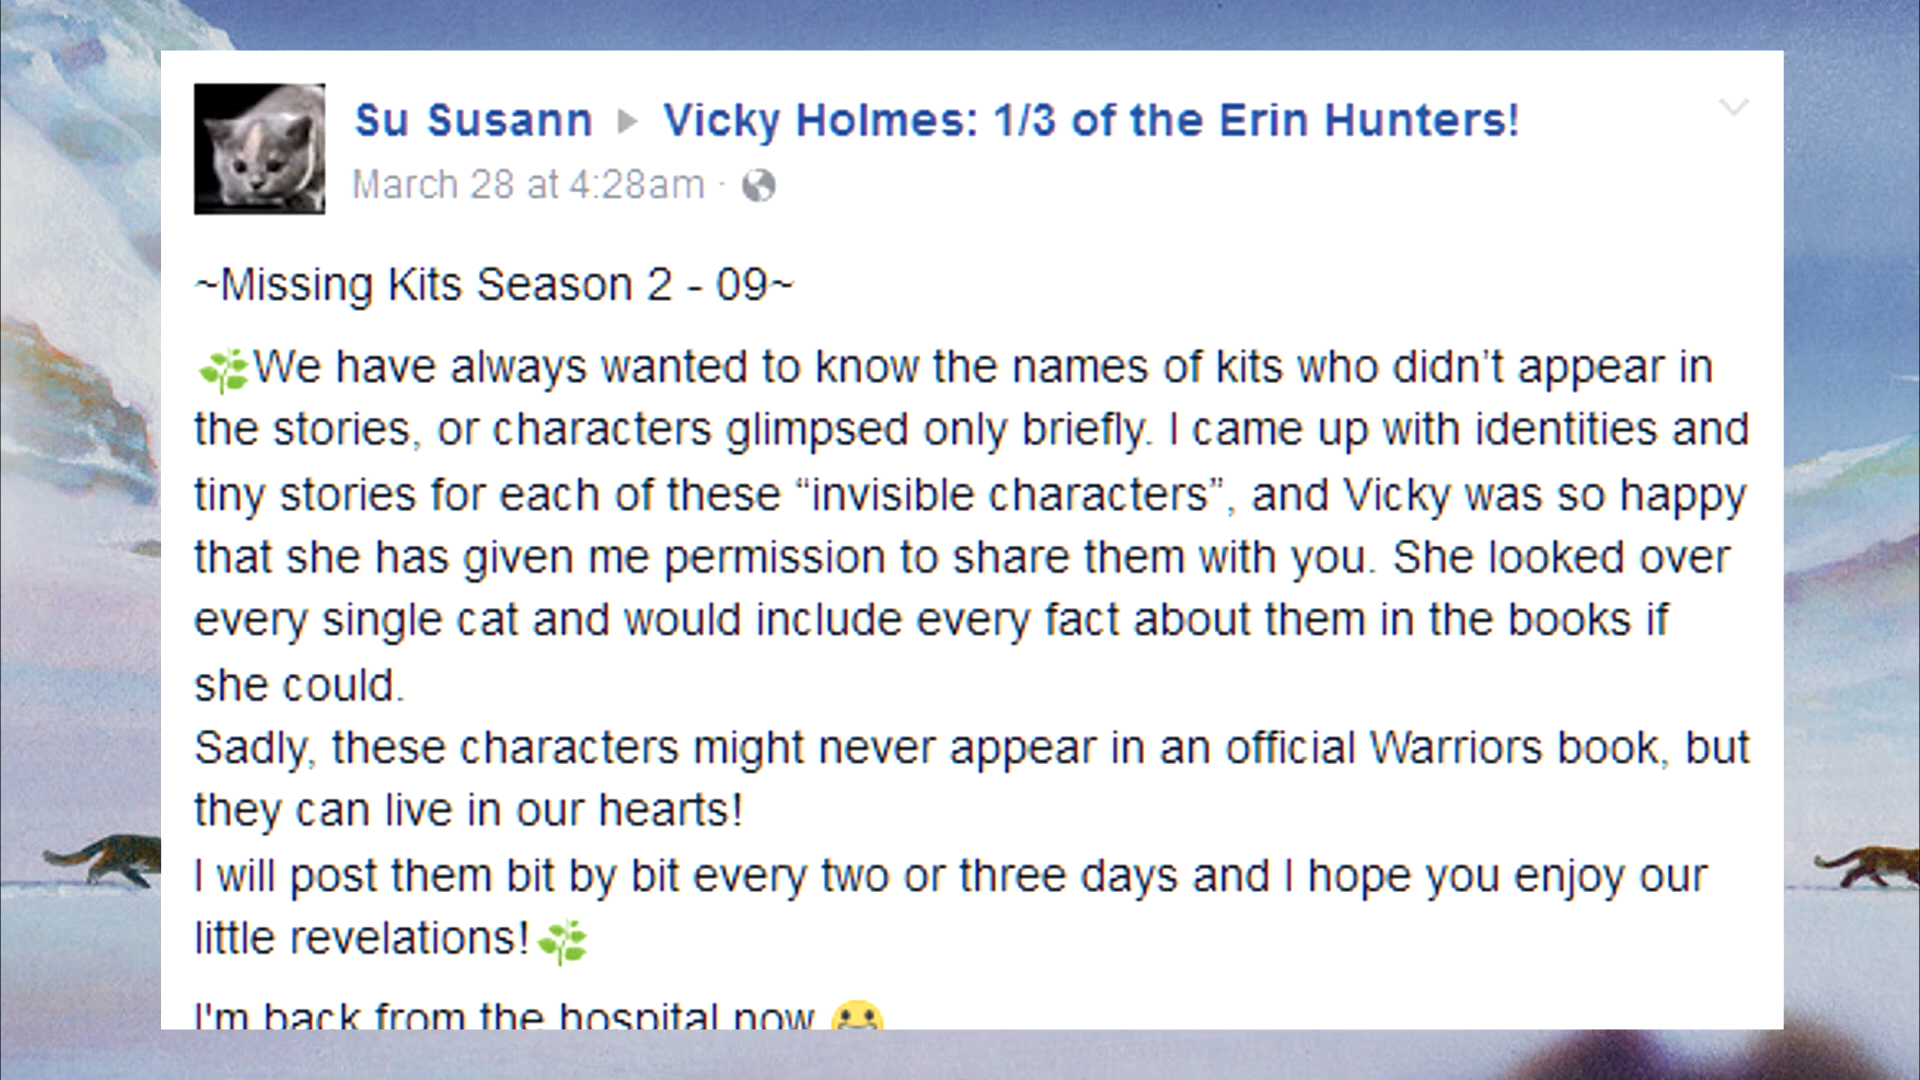 Su Susann ▸ Vicky Holmes: 1/3 of the Erin Hunters!
March 28 at 4:28am ·
~Missing Kits Season 2 - 09~
🌿We have always wanted to know the names of kits who didn’t appear in
the stories, or characters glimpsed only briefly. I came up with identities and
tiny stories for each of these “invisible characters”, and Vicky was so happy
that she has given me permission to share them with you. She looked over
every single cat and would include every fact about them in the books if
she could.
Sadly, these characters might never appear in an official Warriors book, but
they can live in our hearts!
I will post them bit by bit every two or three days and I hope you enjoy our
little revelations!🌿
I'm back from the hospital now 😀